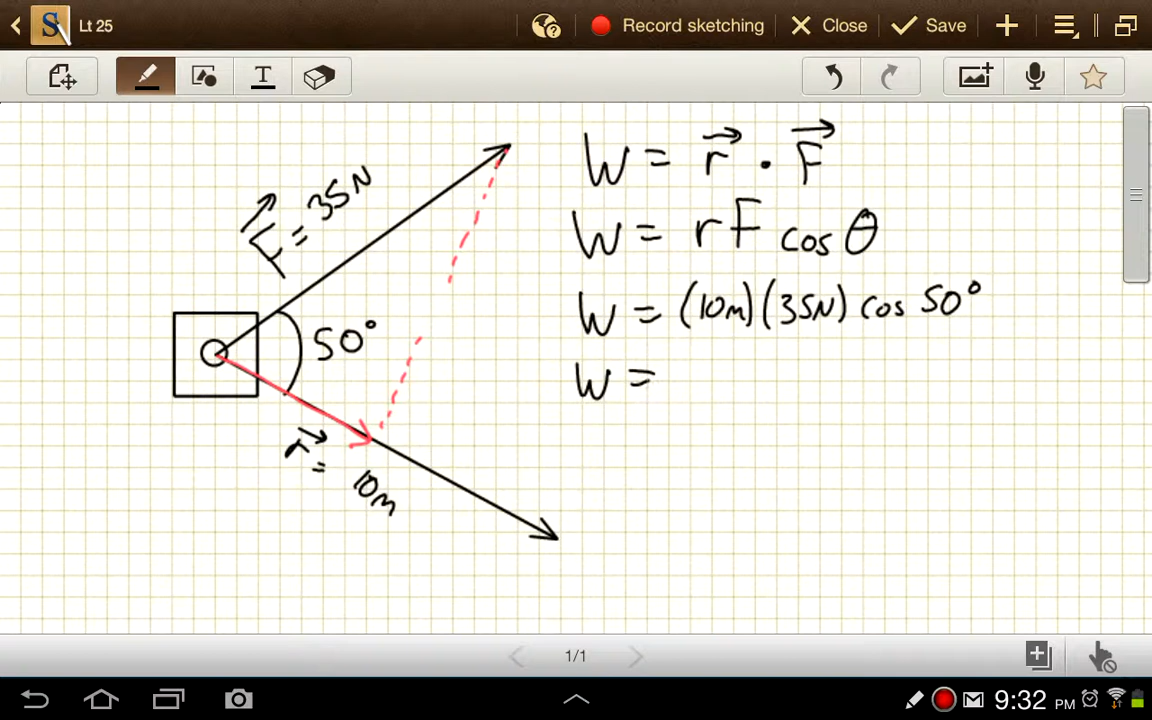 S Lt 25 Record sketching Close Save
T
F = 35N
50°
r = 10m
W = r · F
W = rF cos θ
W = (10m)(35N) cos 50°
W =
1/1
9:32 PM